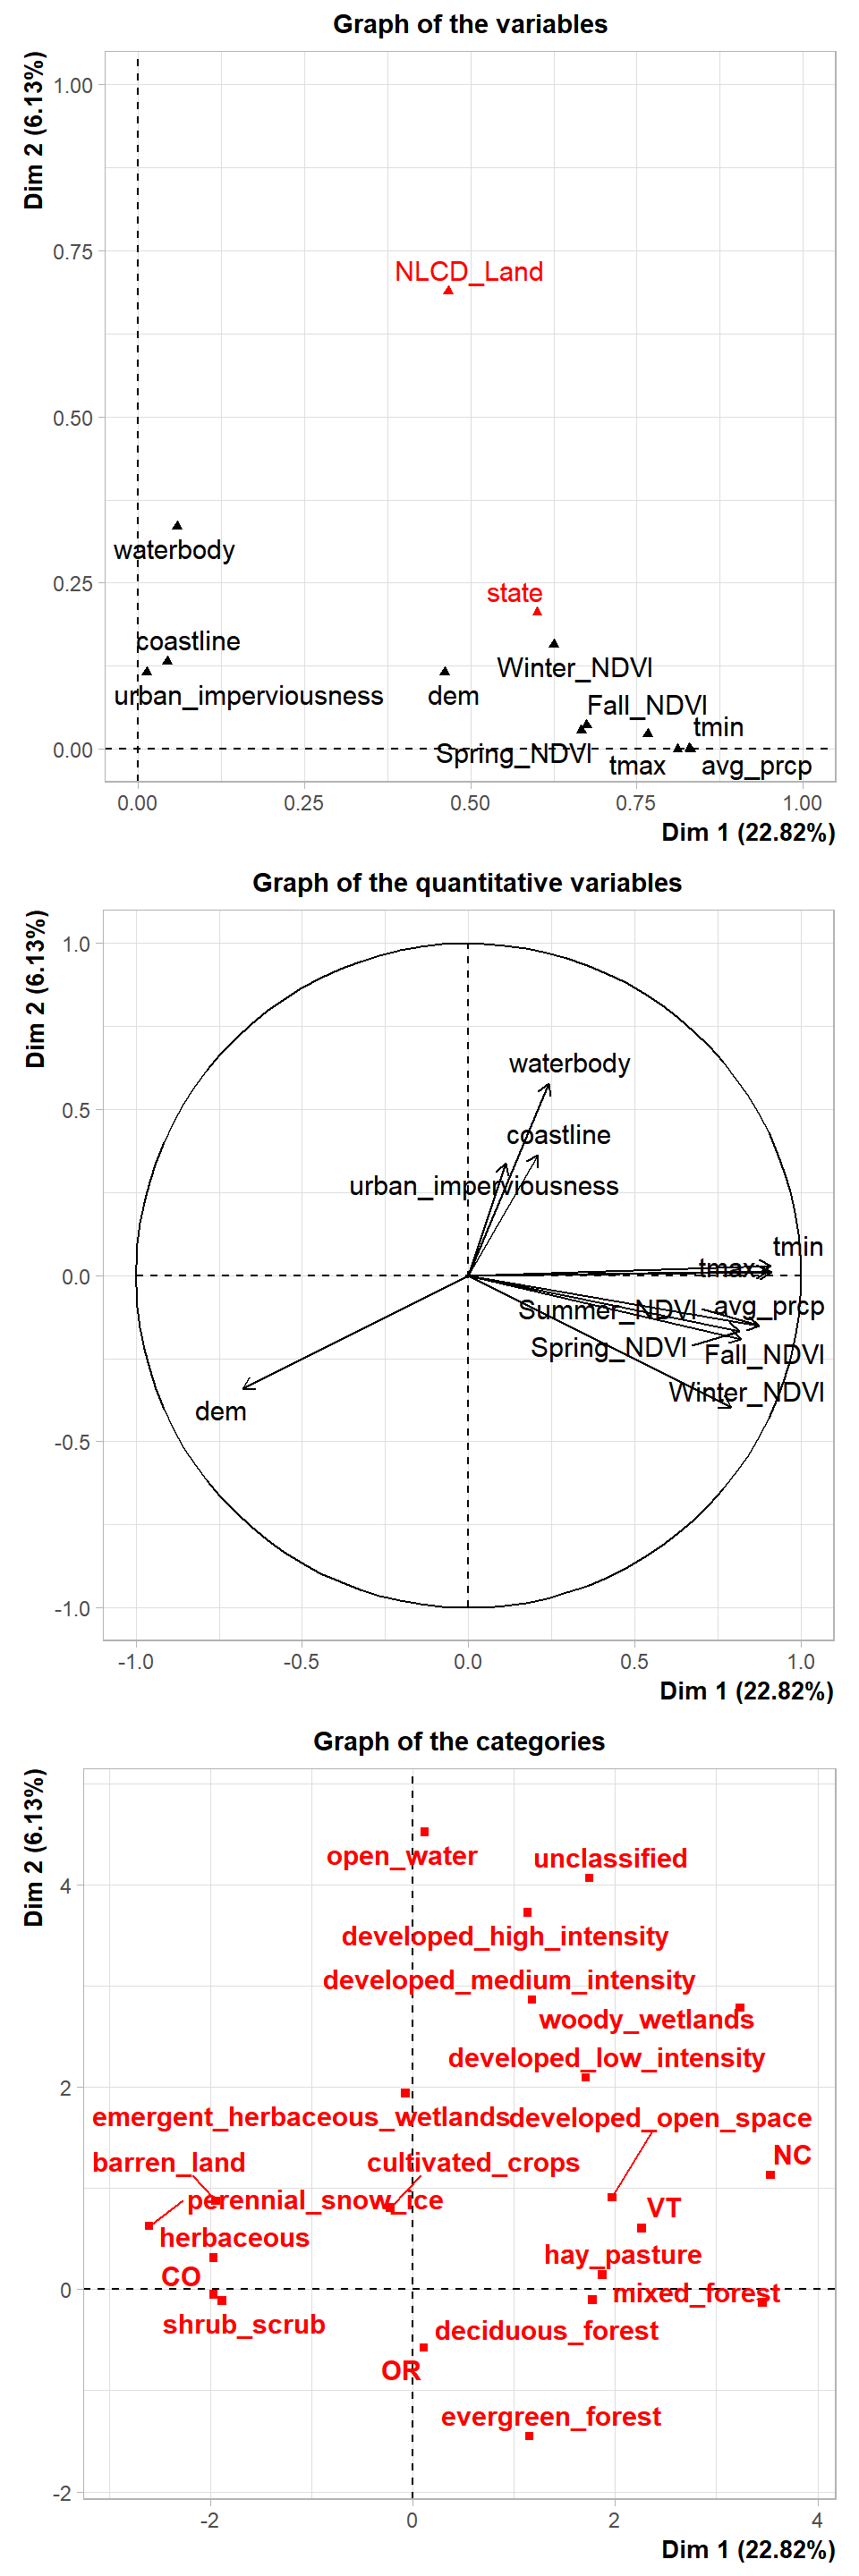 Graph of the variables
Dim 2 (6.13%)
1.00
0.75
0.50
0.25
0.00
NLCD_Land
waterbody
state
coastline
Winter_NDVI
urban_imperviousness
dem
Fall_NDVI
tmin
Spring_NDVI
tmax
avg_prcp
0.00 0.25 0.50 0.75 1.00
Dim 1 (22.82%)
Graph of the quantitative variables
Dim 2 (6.13%)
1.0
0.5
0.0
-0.5
-1.0
waterbody
coastline
urban_imperviousness
tmin
tmax
avg_prcp
Summer_NDVI
Spring_NDVI
Fall_NDVI
Winter_NDVI
dem
-1.0 -0.5 0.0 0.5 1.0
Dim 1 (22.82%)
Graph of the categories
Dim 2 (6.13%)
4
2
0
-2
open_water
unclassified
developed_high_intensity
developed_medium_intensity
woody_wetlands
developed_low_intensity
emergent_herbaceous_wetlands
developed_open_space
barren_land
cultivated_crops
NC
perennial_snow_ice
VT
herbaceous
hay_pasture
CO
mixed_forest
shrub_scrub
deciduous_forest
OR
evergreen_forest
-2 0 2 4
Dim 1 (22.82%)